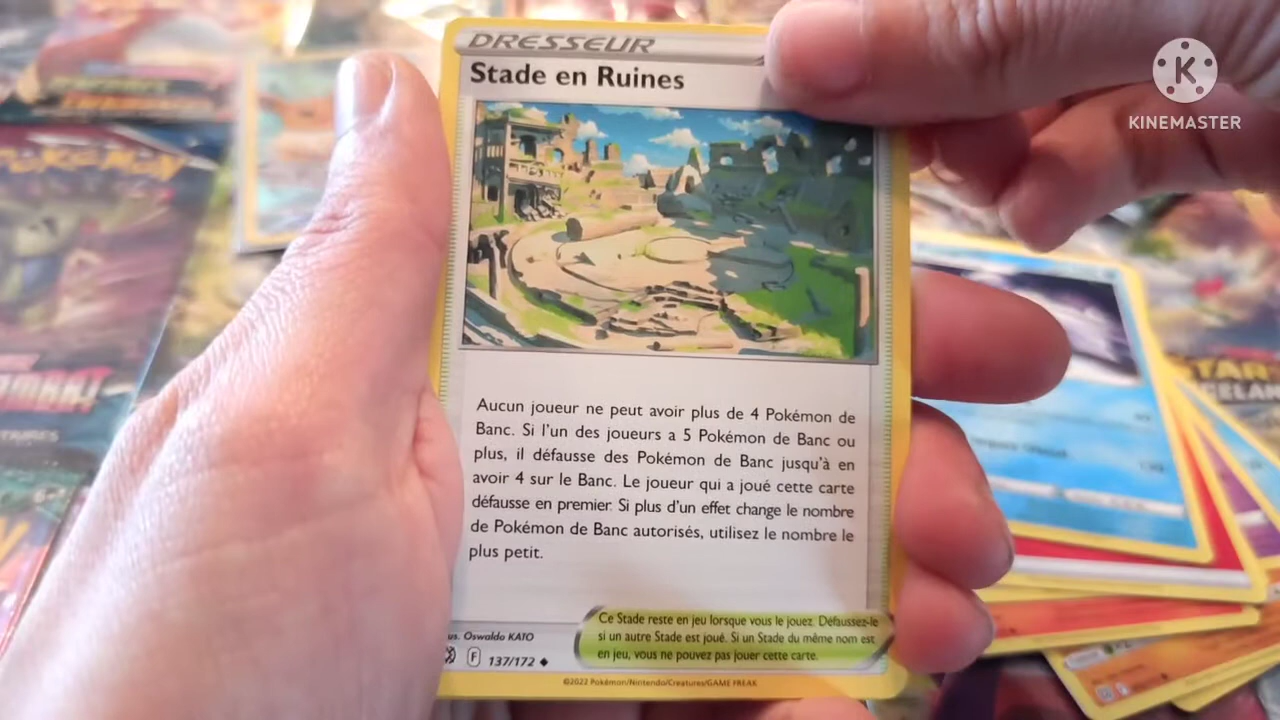 DRESSEUR
Stade en Ruines
K
KINEMASTER
POKÉMON
Aucun joueur ne peut avoir plus de 4 Pokémon de
Banc. Si l'un des joueurs a 5 Pokémon de Banc ou
plus, il défausse des Pokémon de Banc jusqu'à en
avoir 4 sur le Banc. Le joueur qui a joué cette carte
défausse en premier. Si plus d'un effet change le nombre
de Pokémon de Banc autorisés, utilisez le nombre le
plus petit.
Ce Stade reste en jeu lorsque vous le jouez. Défaussez-le
si un autre Stade est joué. Si un Stade du même nom est
en jeu, vous ne pouvez pas jouer cette carte.
us. Oswaldo KATO
F 137/172
©2022 Pokémon/Nintendo/Creatures/GAME FREAK